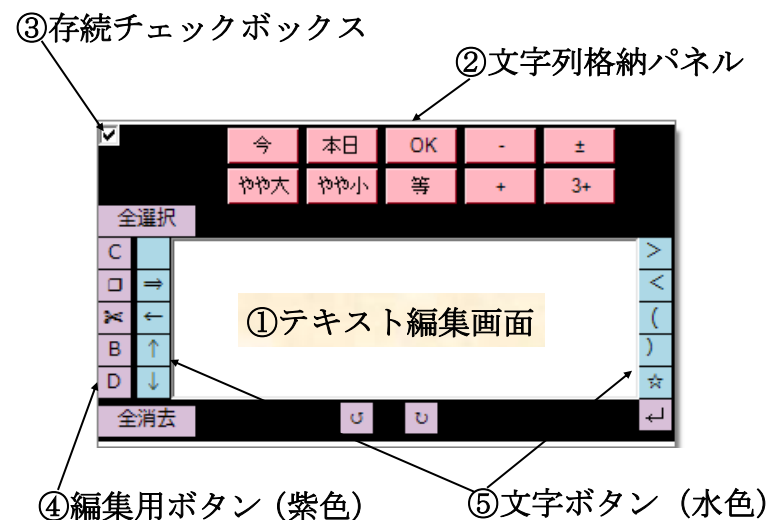 ③存続チェックボックス
②文字列格納パネル
今 本日 OK - ±
やや大 やや小 等 + 3+
全選択
C >
⇒ <
← (
①テキスト編集画面
B ↑ )
D ↓ ☆
全消去 ↺ ↻ ↵
④編集用ボタン（紫色）
⑤文字ボタン（水色）